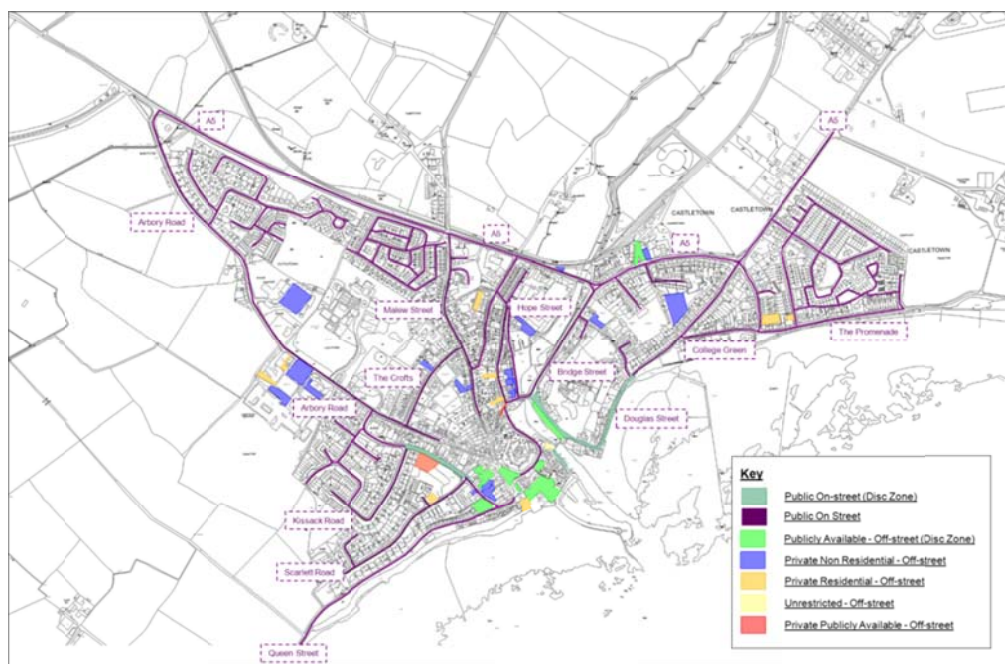 A5
A5
Arbory Road
CASTLETOWN
CASTLETOWN
A5
A5
CASTLETOWN
Malew Street
Hope Street
The Promenade
College Green
The Crofts
Bridge Street
Arbory Road
Douglas Street
Kissack Road
Scarlett Road
Queen Street
Key
Public On-street (Disc Zone)
Public On Street
Publicly Available - Off-street (Disc Zone)
Private Non Residential - Off-street
Private Residential - Off-street
Unrestricted - Off-street
Private Publicly Available - Off-street